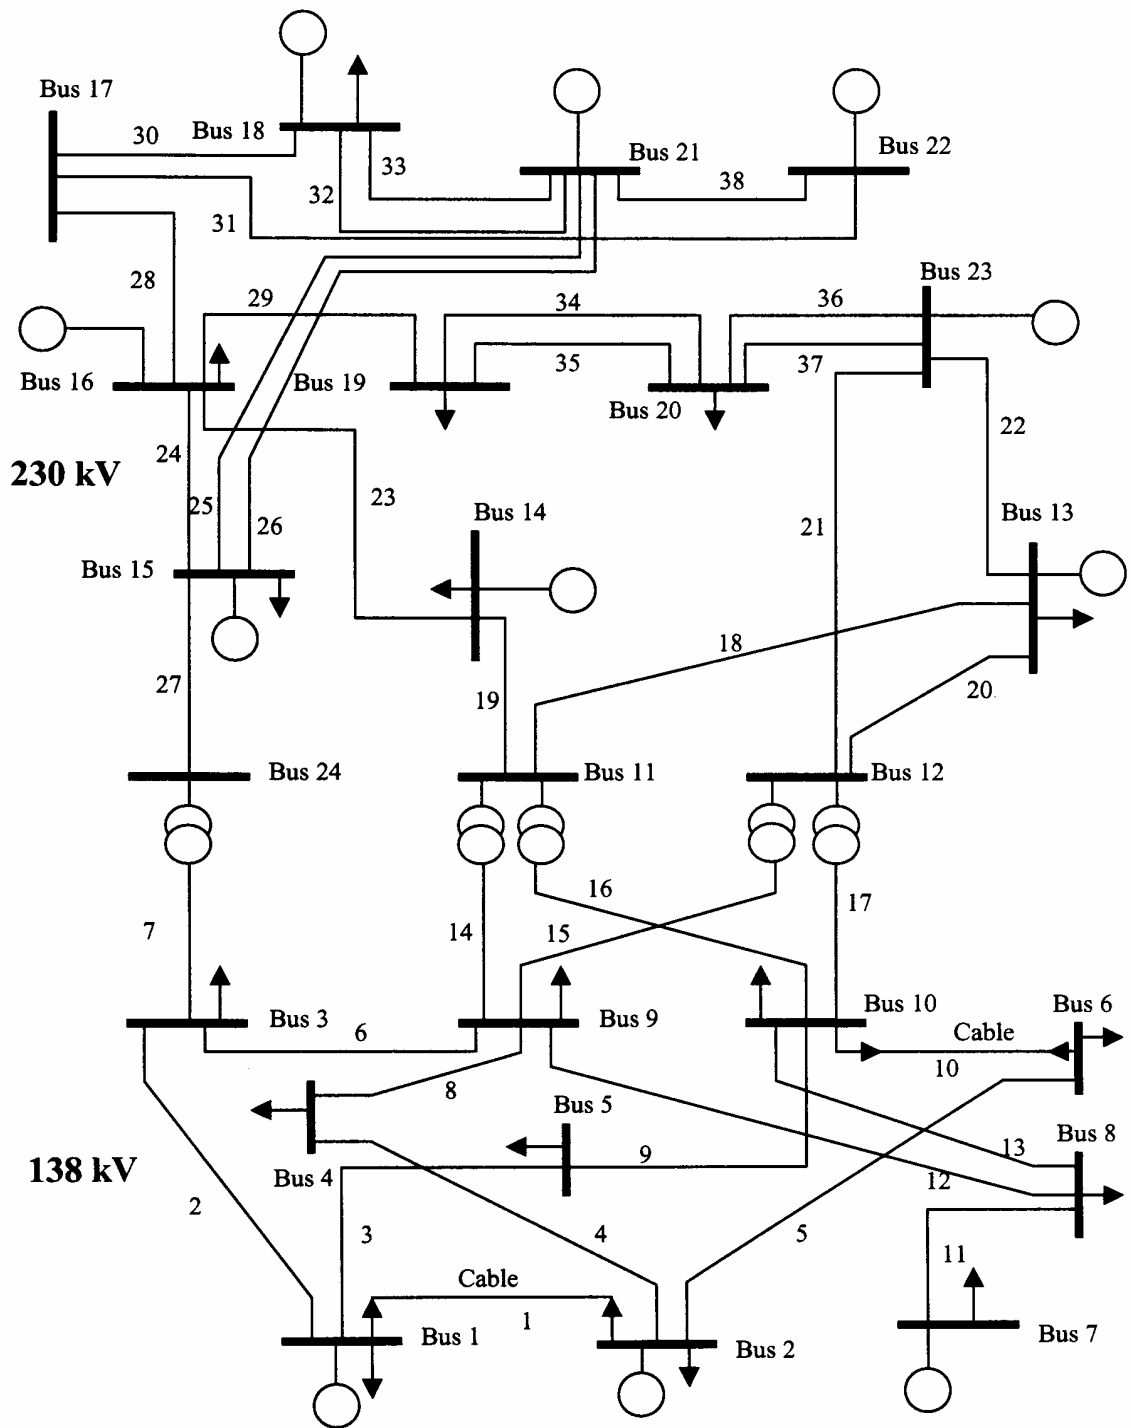 Bus 17
30
Bus 18
33
32
Bus 21
38
Bus 22
31
28
29
34
36
Bus 23
35
37
Bus 16
Bus 19
Bus 20
22
24
230 kV
25
26
23
Bus 14
21
Bus 13
Bus 15
18
27
19
20
Bus 24
Bus 11
Bus 12
16
17
7
14
15
Bus 3
6
Bus 9
Bus 10
Cable
Bus 6
10
8
Bus 5
138 kV
Bus 4
9
13
Bus 8
12
2
3
4
5
11
Cable
1
Bus 1
Bus 2
Bus 7